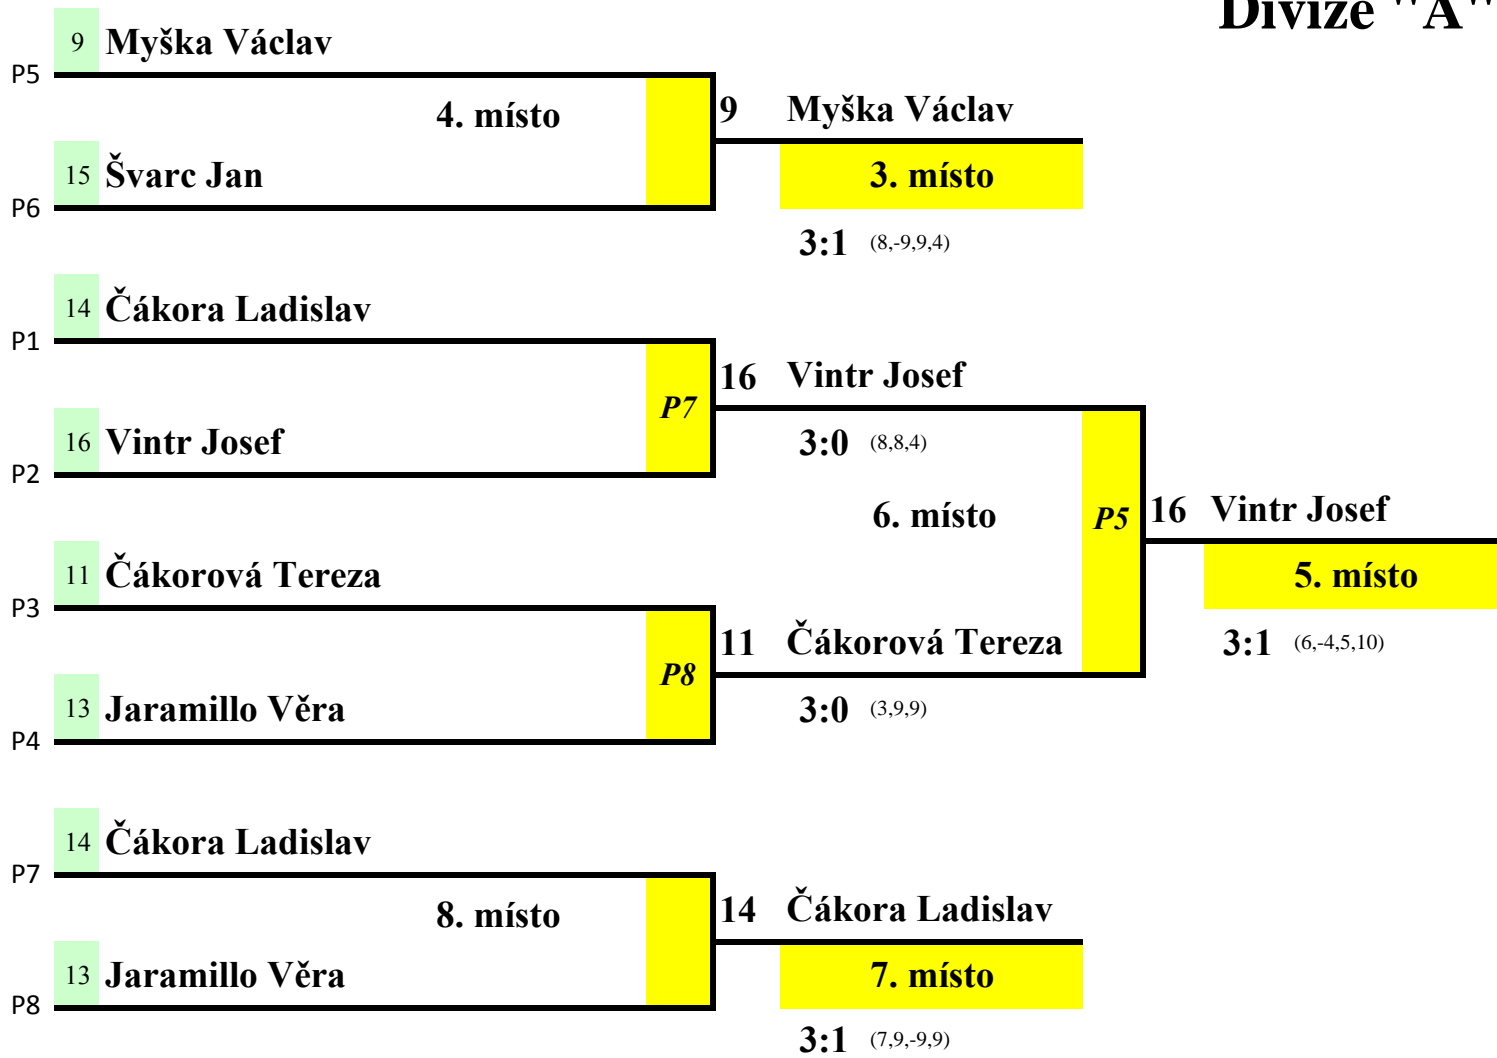 Divize "A"
9 Myška Václav
P5
4. místo 9 Myška Václav
15 Švarc Jan 3. místo
P6
3:1 (8,-9,9,4)
14 Čákora Ladislav
P1
16 Vintr Josef
P7
16 Vintr Josef 3:0 (8,8,4)
P2
6. místo P5 16 Vintr Josef
11 Čákorová Tereza 5. místo
P3
11 Čákorová Tereza 3:1 (6,-4,5,10)
P8
13 Jaramillo Věra 3:0 (3,9,9)
P4
14 Čákora Ladislav
P7
8. místo 14 Čákora Ladislav
13 Jaramillo Věra 7. místo
P8
3:1 (7,9,-9,9)